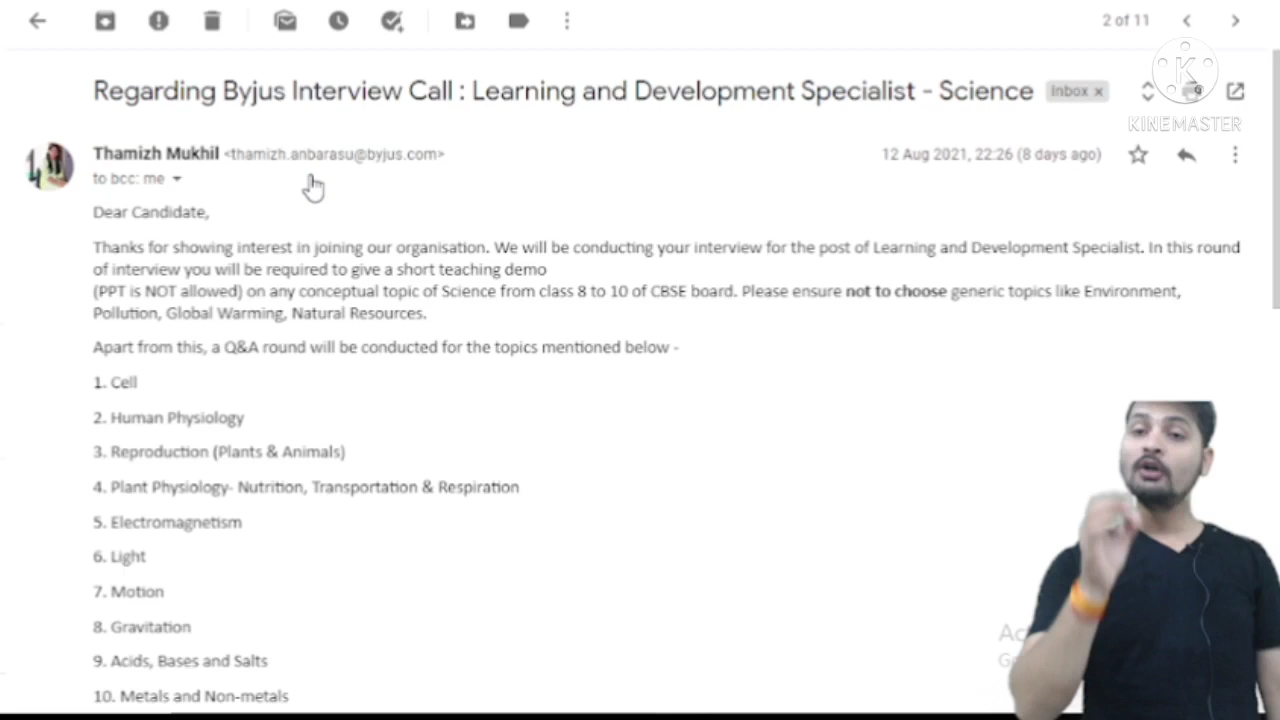 2 of 11
Regarding Byjus Interview Call : Learning and Development Specialist - Science
Inbox ×
KINEMASTER
Thamizh Mukhil <thamizh.anbarasu@byjus.com>
12 Aug 2021, 22:26 (8 days ago)
to bcc: me
Dear Candidate,
Thanks for showing interest in joining our organisation. We will be conducting your interview for the post of Learning and Development Specialist. In this round
of interview you will be required to give a short teaching demo
(PPT is NOT allowed) on any conceptual topic of Science from class 8 to 10 of CBSE board. Please ensure not to choose generic topics like Environment,
Pollution, Global Warming, Natural Resources.
Apart from this, a Q&A round will be conducted for the topics mentioned below -
1. Cell
2. Human Physiology
3. Reproduction (Plants & Animals)
4. Plant Physiology- Nutrition, Transportation & Respiration
5. Electromagnetism
6. Light
7. Motion
8. Gravitation
9. Acids, Bases and Salts
10. Metals and Non-metals